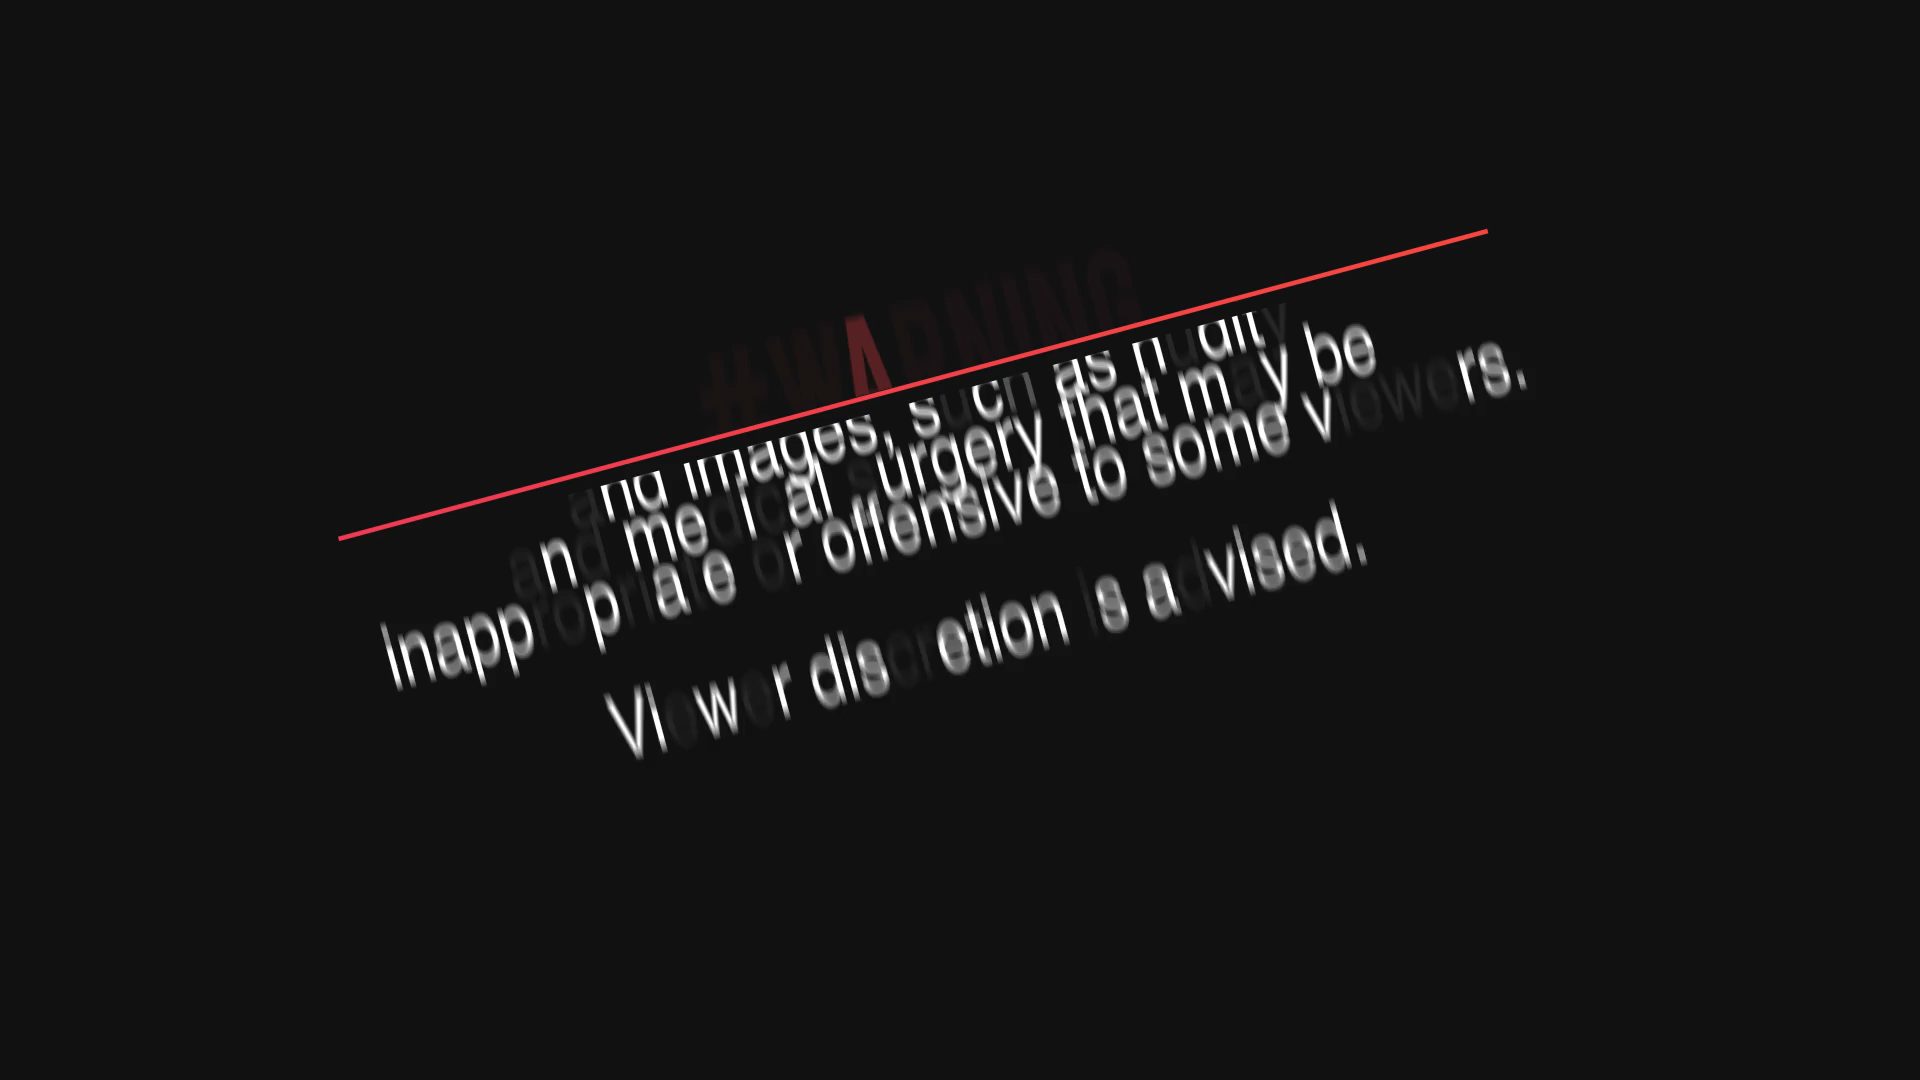 #WARNING
and images, such as nudity
and medical surgery that may be
inappropriate or offensive to some viewers.
Viewer discretion is advised.